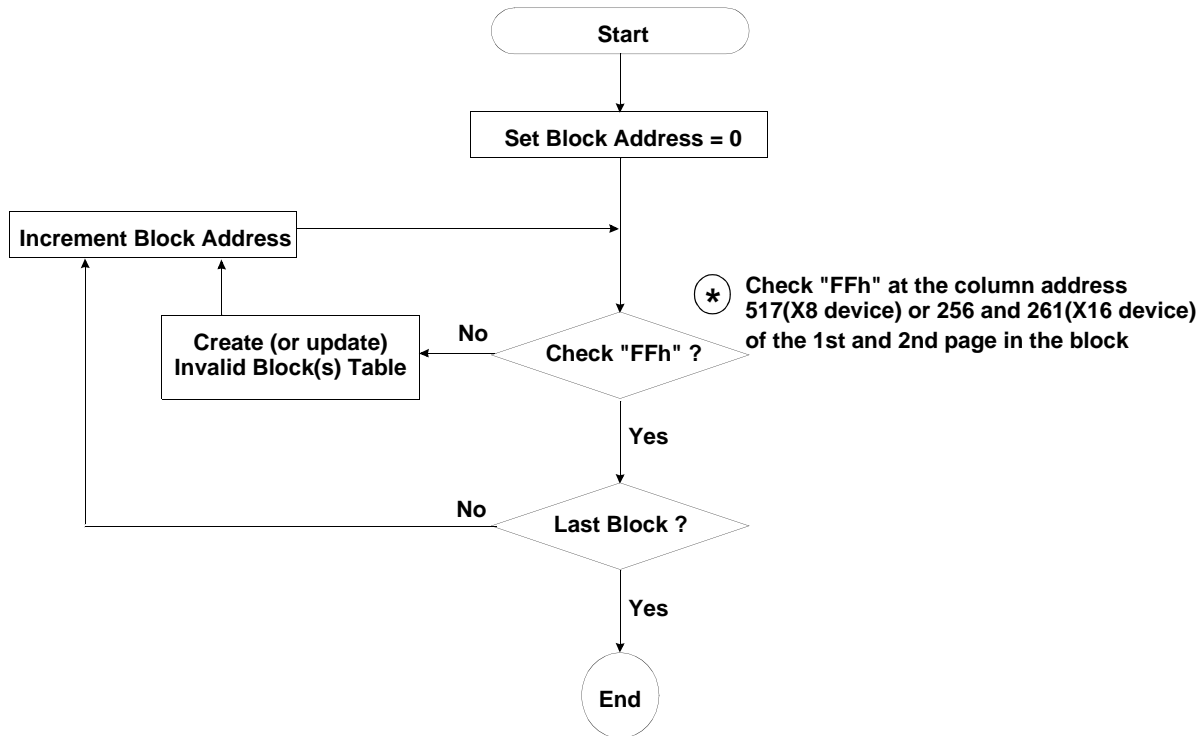 Start
Set Block Address = 0
Increment Block Address
*
Check "FFh" at the column address
517(X8 device) or 256 and 261(X16 device)
of the 1st and 2nd page in the block
No
Create (or update)
Invalid Block(s) Table
Check "FFh" ?
Yes
No
Last Block ?
Yes
End